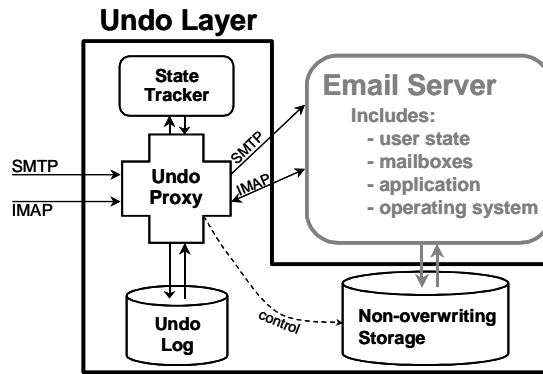 Undo Layer
State
Tracker
Email Server
Includes:
- user state
- mailboxes
- application
- operating system
SMTP
IMAP
Undo
Proxy
SMTP
IMAP
Undo
Log
control
Non-overwriting
Storage